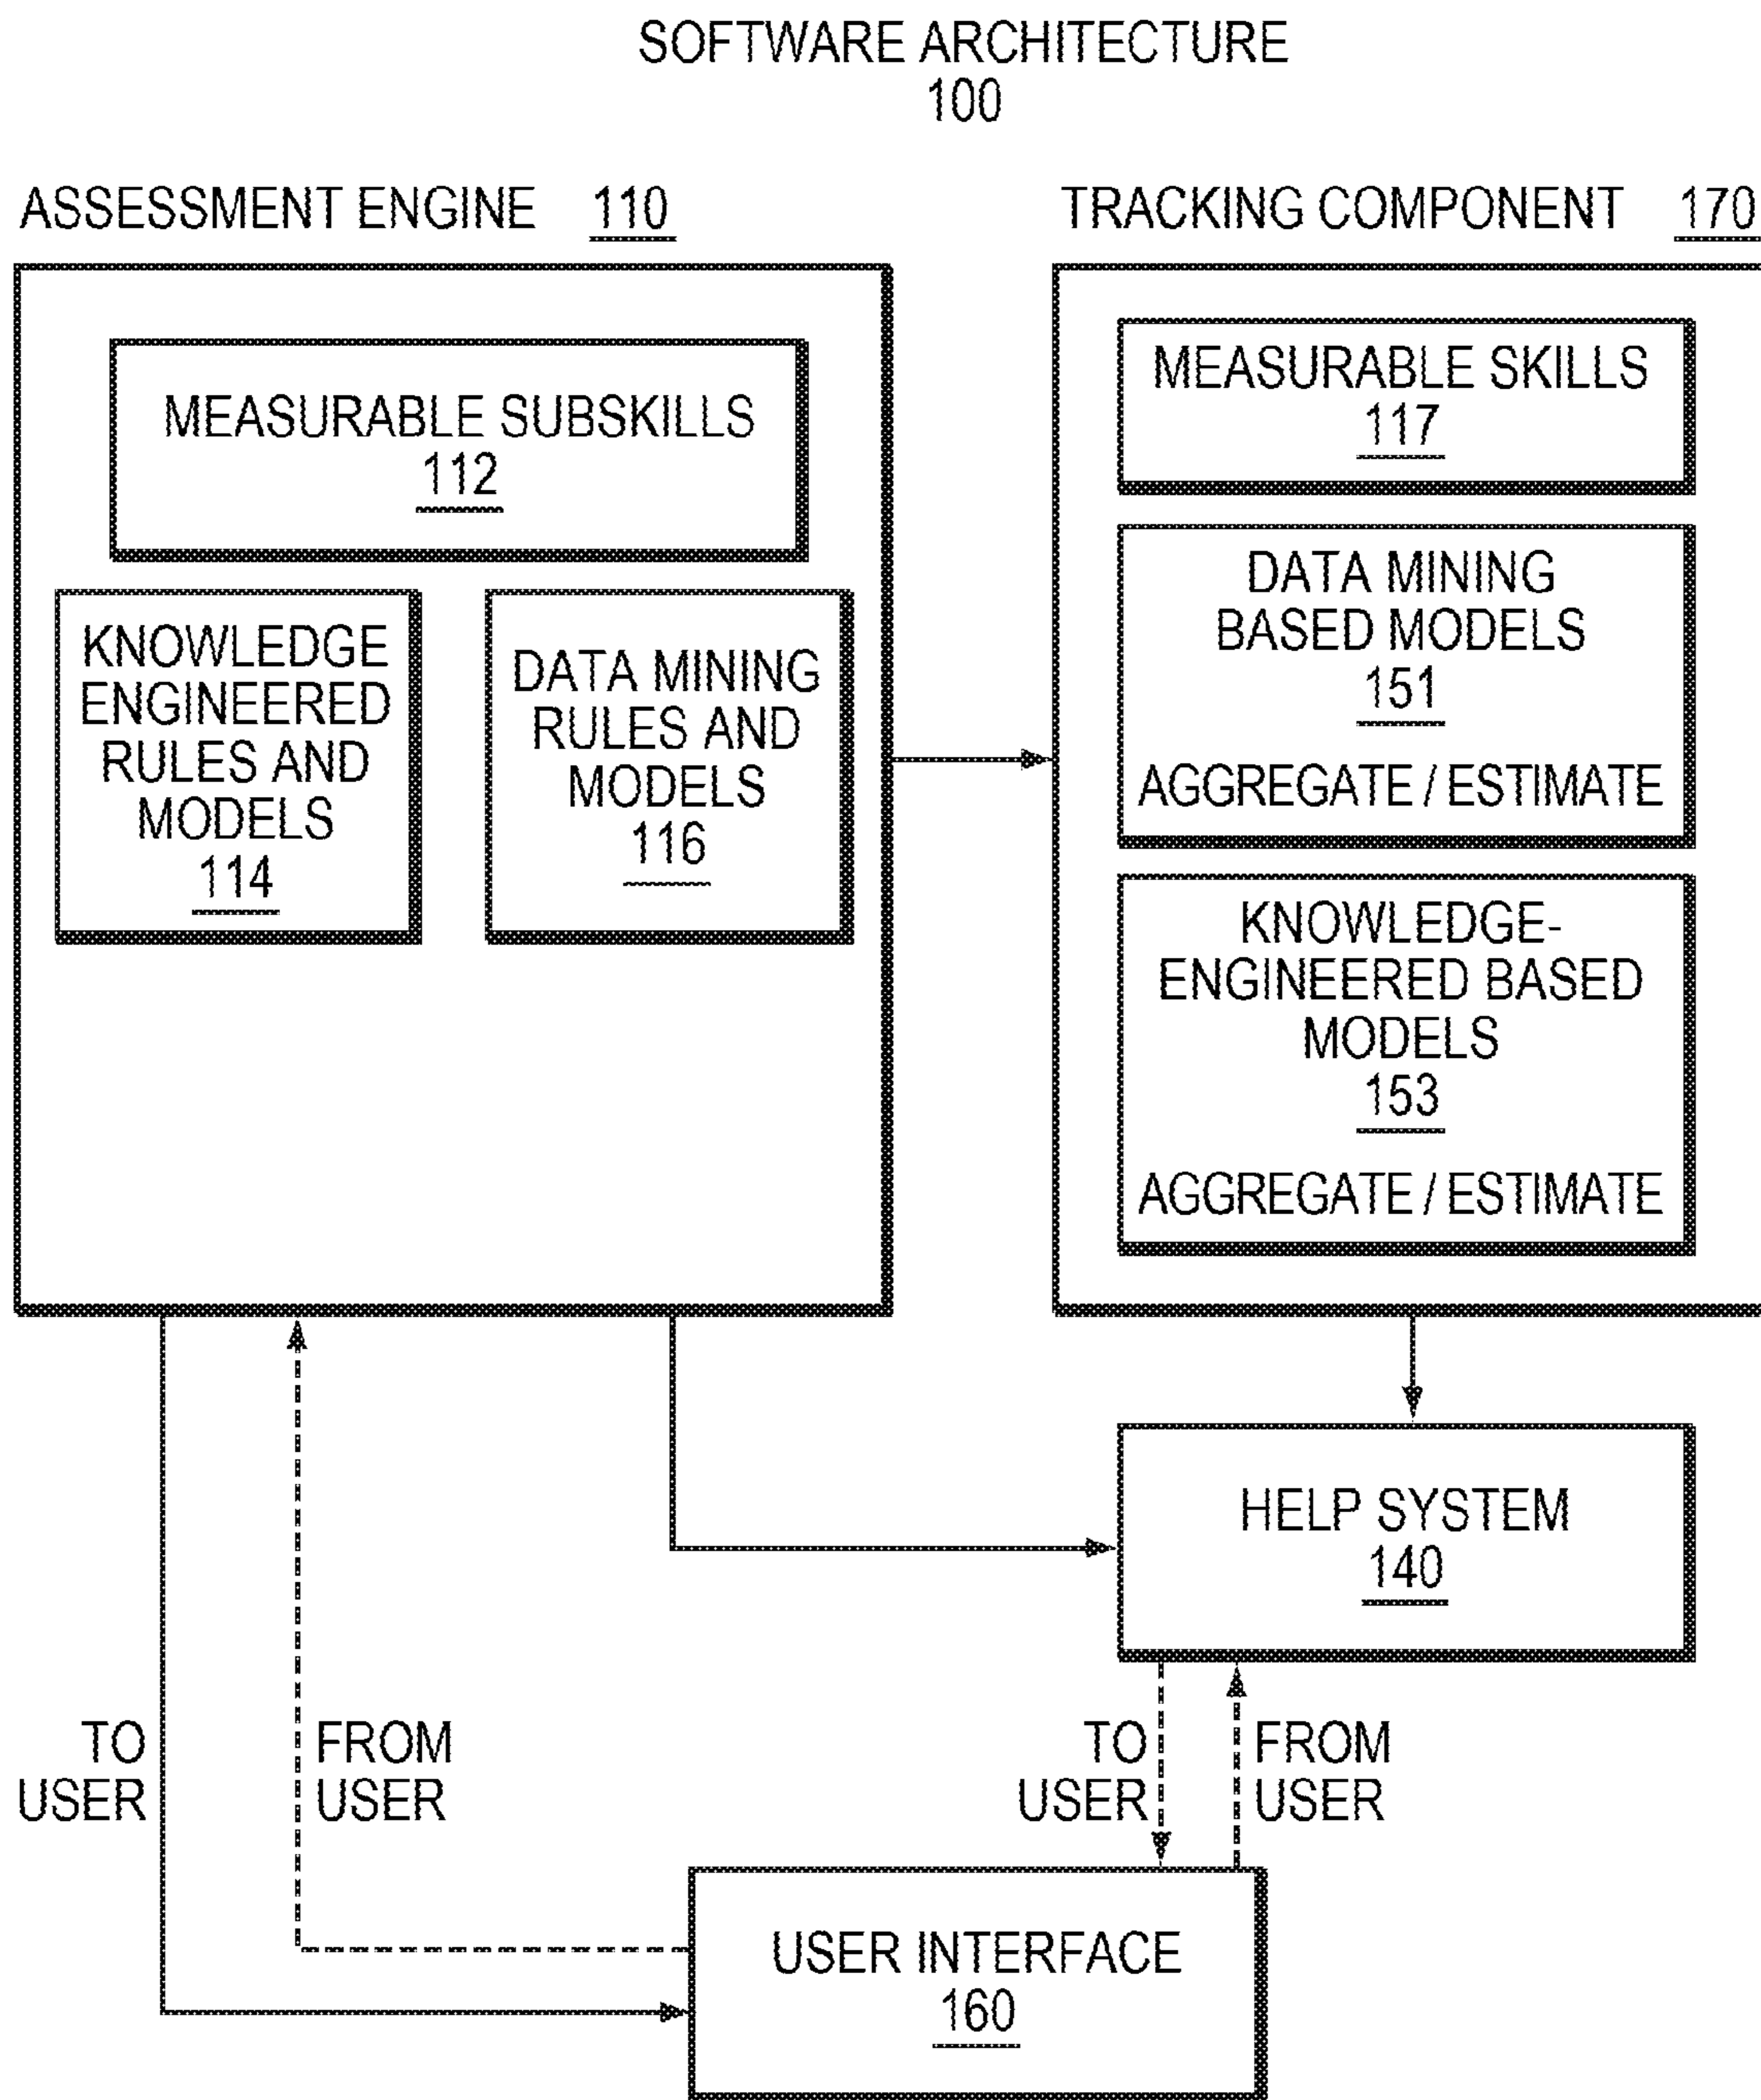 SOFTWARE ARCHITECTURE
100
ASSESSMENT ENGINE 110
MEASURABLE SUBSKILLS
112
KNOWLEDGE
ENGINEERED
RULES AND
MODELS
114
DATA MINING
RULES AND
MODELS
116
TRACKING COMPONENT 170
MEASURABLE SKILLS
117
DATA MINING
BASED MODELS
151
AGGREGATE / ESTIMATE
KNOWLEDGE-
ENGINEERED BASED
MODELS
153
AGGREGATE / ESTIMATE
HELP SYSTEM
140
TO
USER
FROM
USER
TO
USER
FROM
USER
USER INTERFACE
160